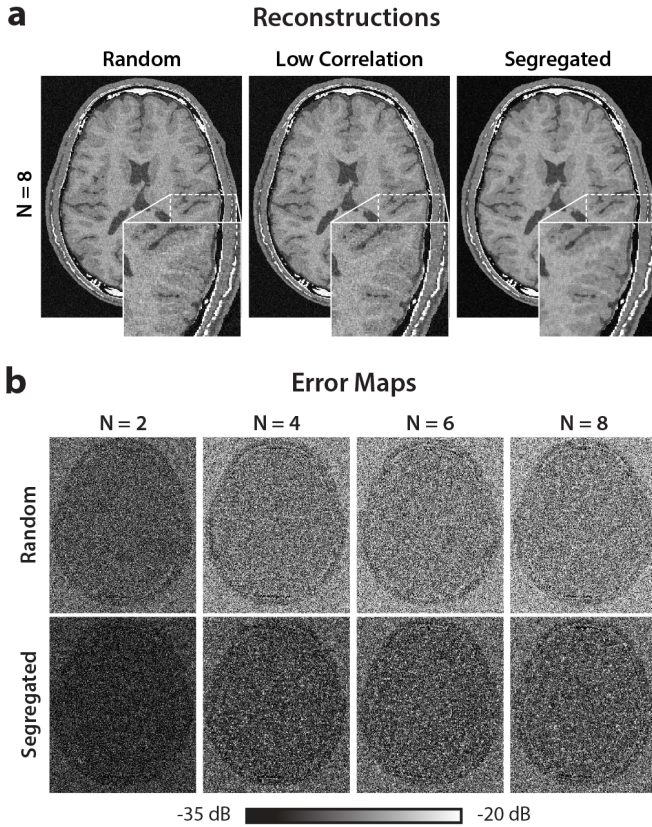 a
Reconstructions
Random Low Correlation Segregated
N = 8
b
Error Maps
N = 2 N = 4 N = 6 N = 8
Random
Segregated
-35 dB -20 dB